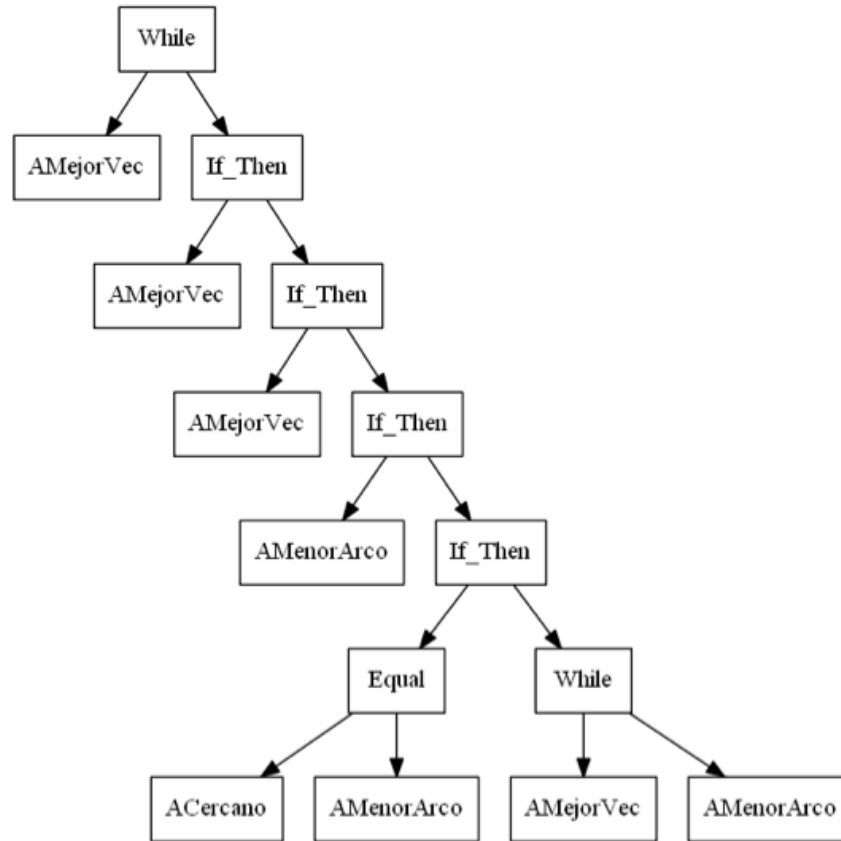 While
AMejorVec
If_Then
AMejorVec
If_Then
AMejorVec
If_Then
AMenorArco
If_Then
Equal
While
ACercano
AMenorArco
AMejorVec
AMenorArco